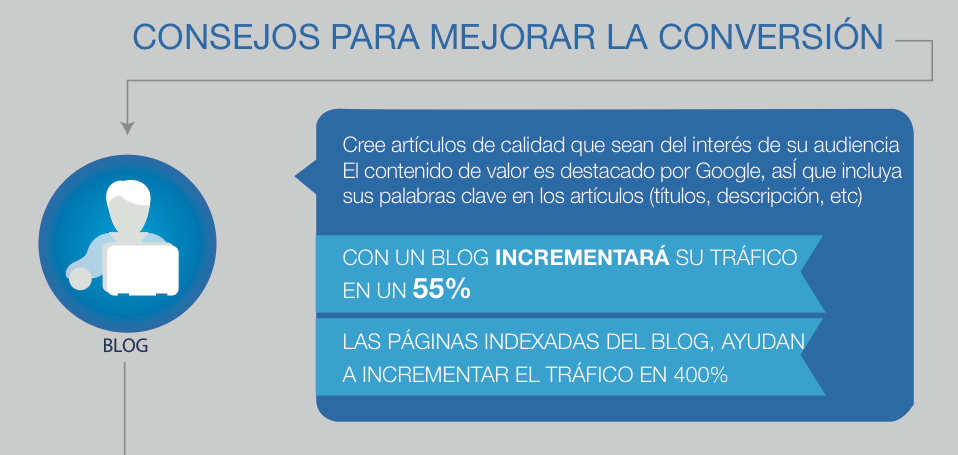 CONSEJOS PARA MEJORAR LA CONVERSIÓN
Cree artículos de calidad que sean del interés de su audiencia
El contenido de valor es destacado por Google, asÍ que incluya
sus palabras clave en los artículos (títulos, descripción, etc)
CON UN BLOG INCREMENTARÁ SU TRÁFICO
EN UN 55%
LAS PÁGINAS INDEXADAS DEL BLOG, AYUDAN
A INCREMENTAR EL TRÁFICO EN 400%
BLOG